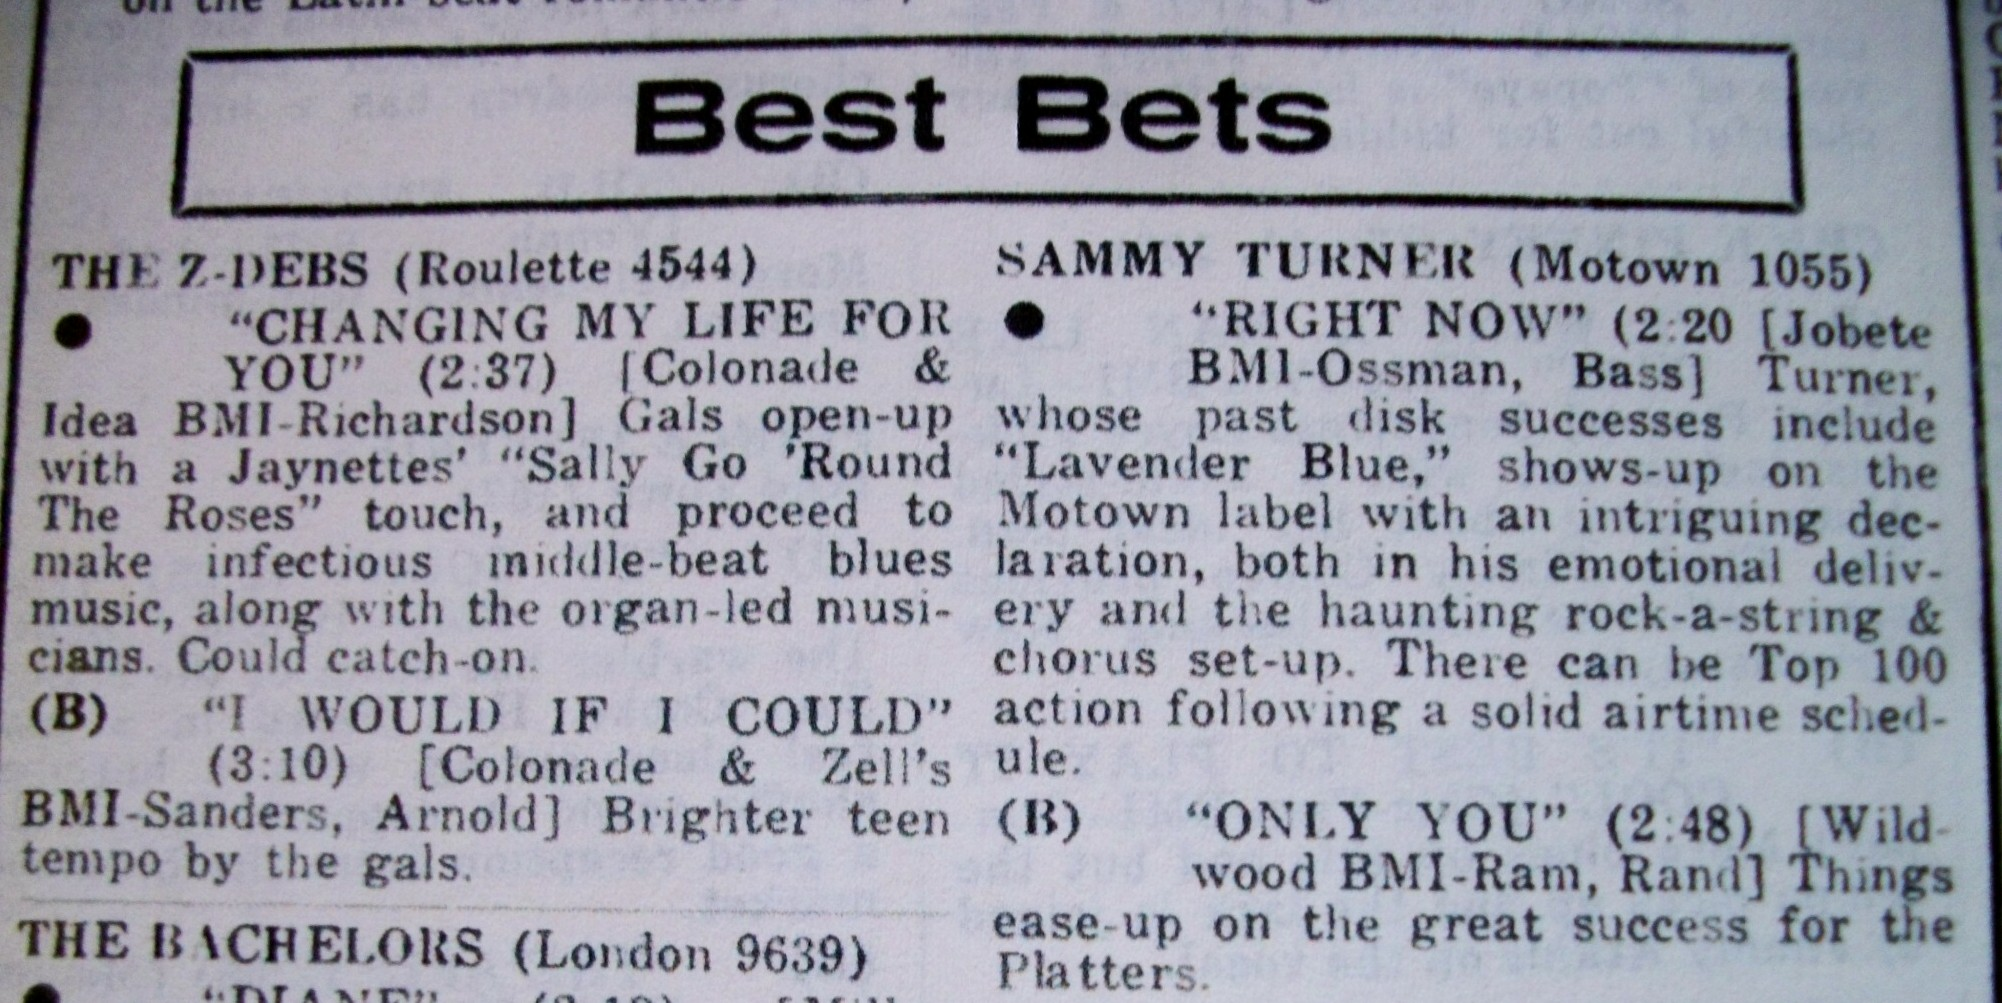 Best Bets
THE Z-DEBS (Roulette 4544)
● "CHANGING MY LIFE FOR
YOU" (2:37) [Colonade &
Idea BMI-Richardson] Gals open-up
with a Jaynettes' "Sally Go 'Round
The Roses" touch, and proceed to
make infectious middle-beat blues
music, along with the organ-led musi-
cians. Could catch-on.
(B) "I WOULD IF I COULD"
(3:10) [Colonade & Zell's
BMI-Sanders, Arnold] Brighter teen
tempo by the gals.
THE BACHELORS (London 9639)
● "DIANE"
SAMMY TURNER (Motown 1055)
● "RIGHT NOW" (2:20 [Jobete
BMI-Ossman, Bass] Turner,
whose past disk successes include
"Lavender Blue," shows-up on the
Motown label with an intriguing dec-
laration, both in his emotional deliv-
ery and the haunting rock-a-string &
chorus set-up. There can be Top 100
action following a solid airtime sched-
ule.
(B) "ONLY YOU" (2:48) [Wild-
wood BMI-Ram, Rand] Things
ease-up on the great success for the
Platters.